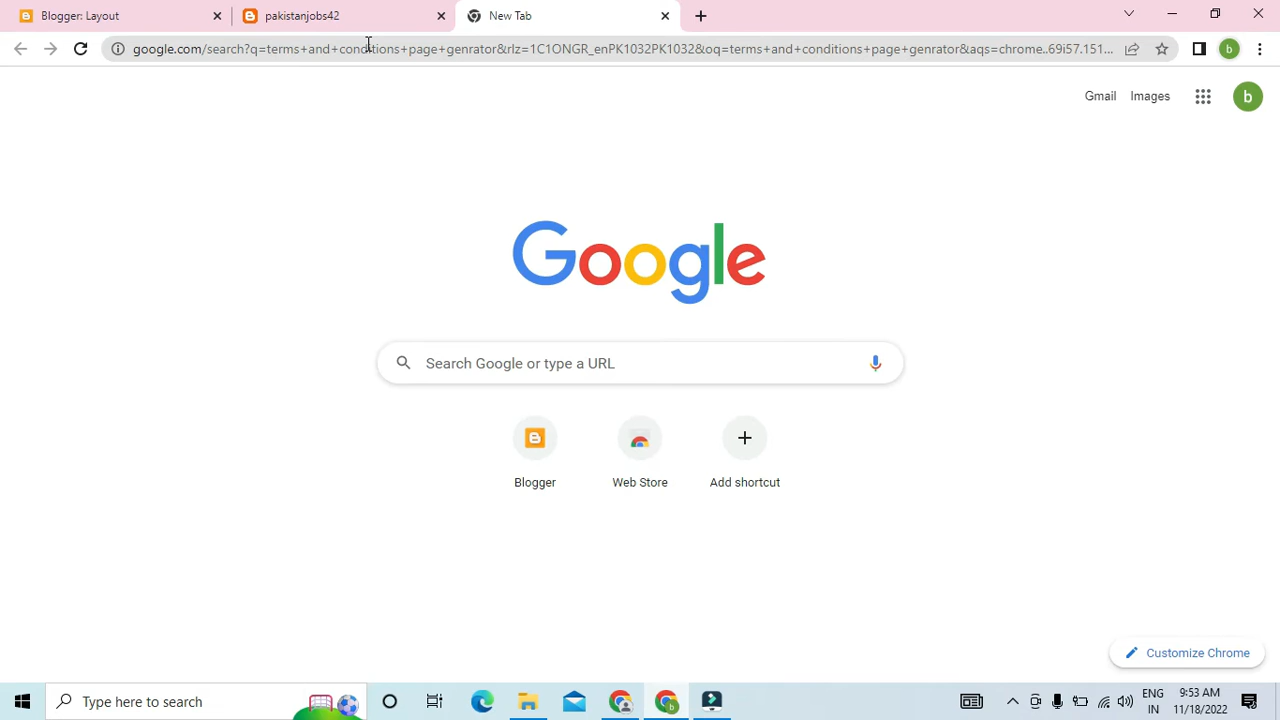 Blogger: Layout
pakistanjobs42
New Tab
google.com/search?q=terms+and+conditions+page+genrator&rlz=1C1ONGR_enPK1032PK1032&oq=terms+and+conditions+page+genrator&aqs=chrome..69i57.151...
b
Gmail
Images
b
Google
Search Google or type a URL
Blogger
Web Store
Add shortcut
Customize Chrome
Type here to search
b
ENG
IN
9:53 AM
11/18/2022